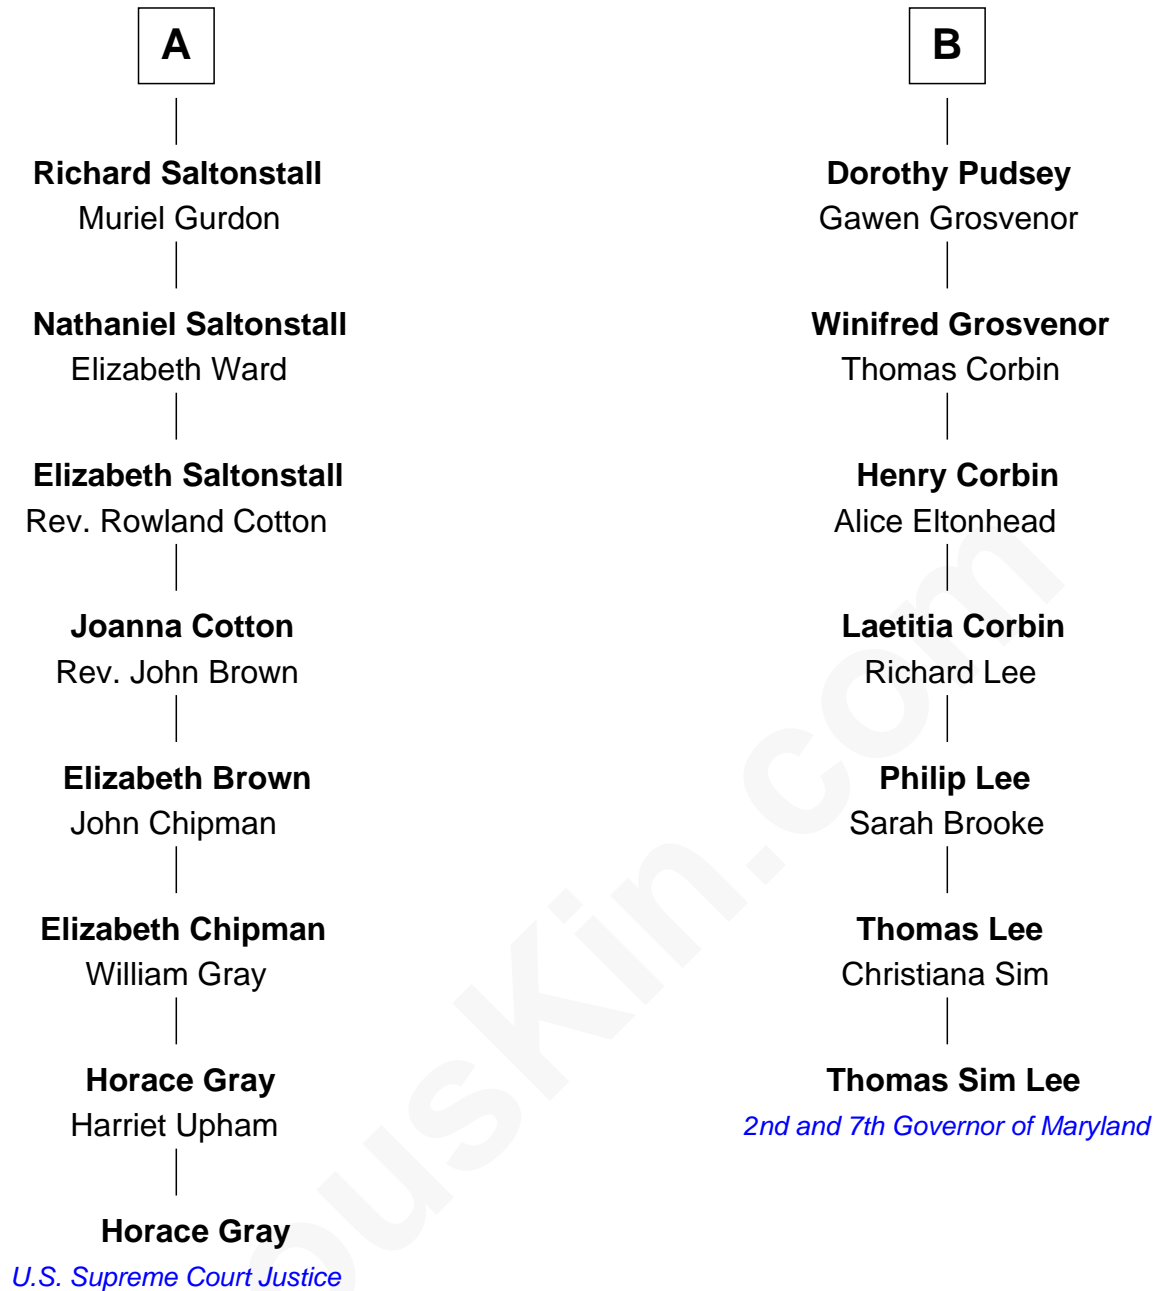 A
Richard Saltonstall
Muriel Gurdon
Nathaniel Saltonstall
Elizabeth Ward
Elizabeth Saltonstall
Rev. Rowland Cotton
Joanna Cotton
Rev. John Brown
Elizabeth Brown
John Chipman
Elizabeth Chipman
William Gray
Horace Gray
Harriet Upham
Horace Gray
U.S. Supreme Court Justice
B
Dorothy Pudsey
Gawen Grosvenor
Winifred Grosvenor
Thomas Corbin
Henry Corbin
Alice Eltonhead
Laetitia Corbin
Richard Lee
Philip Lee
Sarah Brooke
Thomas Lee
Christiana Sim
Thomas Sim Lee
2nd and 7th Governor of Maryland
ousKin.com